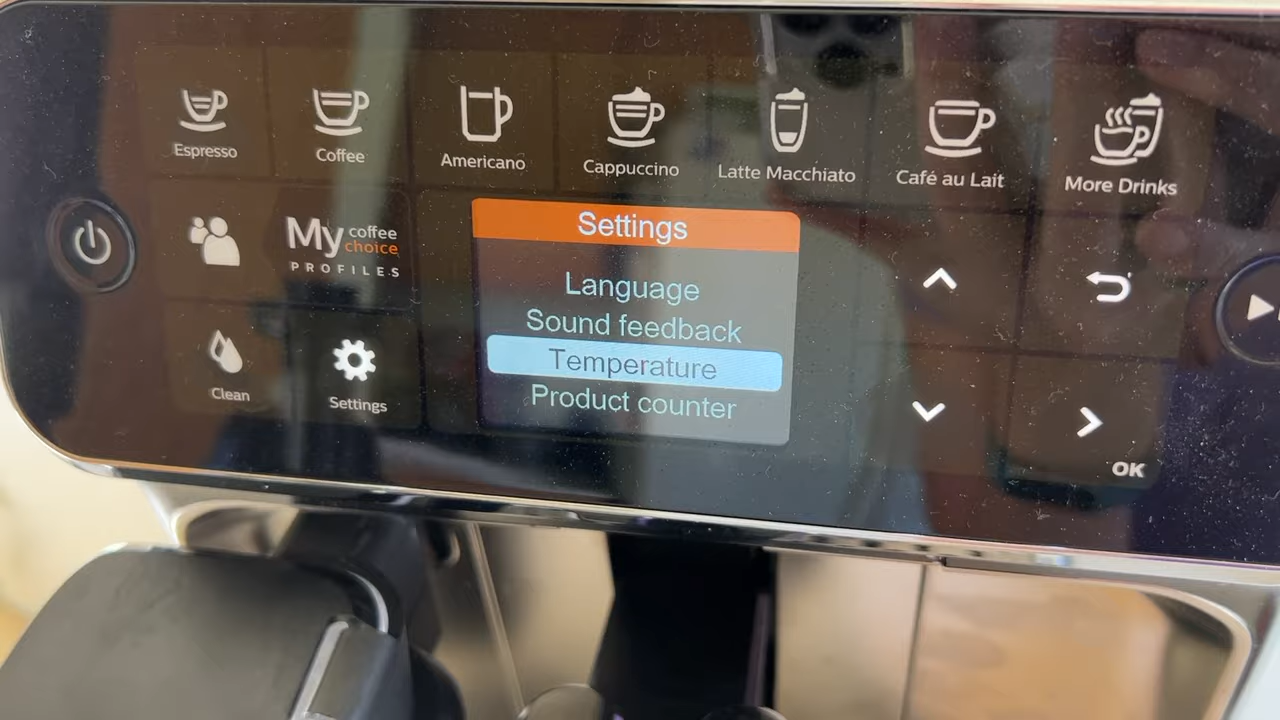 Espresso
Coffee
Americano
Cappuccino
Latte Macchiato
Café au Lait
More Drinks
My coffee choice
PROFILES
Clean
Settings
Settings
Language
Sound feedback
Temperature
Product counter
OK